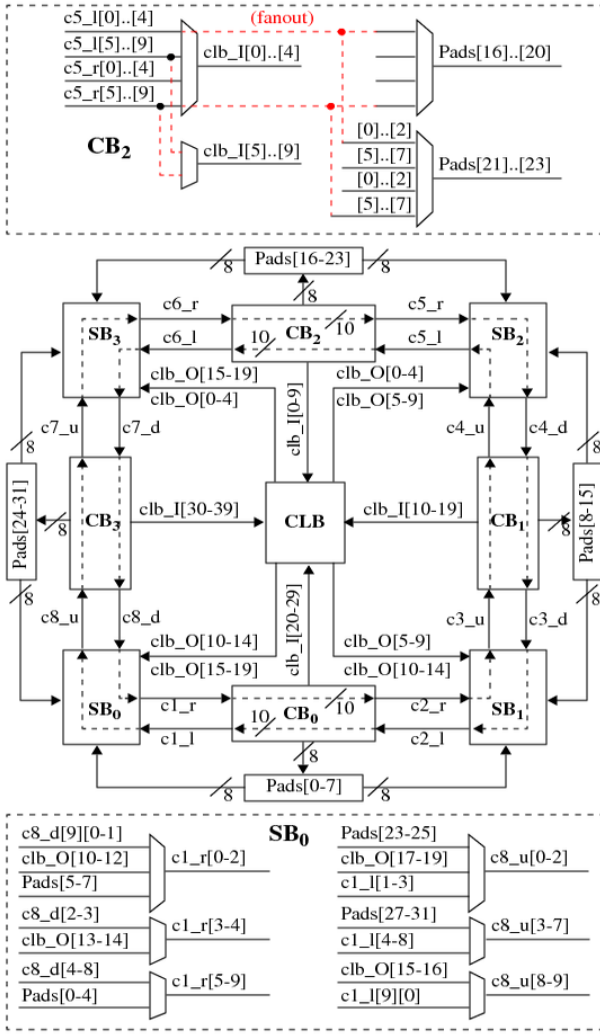 c5_l[0]..[4]
(fanout)
c5_l[5]..[9]
clb_I[0]..[4]
Pads[16]..[20]
c5_r[0]..[4]
c5_r[5]..[9]
CB2
clb_I[5]..[9]
[0]..[2]
[5]..[7]
Pads[21]..[23]
[0]..[2]
[5]..[7]
8
Pads[16-23]
8
8
c6_r
c5_r
SB3
CB2
SB2
10
10
c6_l
c5_l
clb_O[15-19]
clb_O[0-4]
clb_O[0-4]
clb_O[5-9]
clb_I[0-9]
c7_u
c7_d
c4_u
c4_d
8
8
Pads[24-31]
8
CB3
clb_I[30-39]
CLB
clb_I[10-19]
CB1
8
Pads[8-15]
8
8
c8_u
c8_d
c3_u
c3_d
clb_I[20-29]
clb_O[10-14]
clb_O[5-9]
clb_O[15-19]
clb_O[10-14]
SB0
c1_r
10
CB0
10
c2_r
SB1
c1_l
c2_l
8
8
Pads[0-7]
8
SB0
c8_d[9][0-1]
clb_O[10-12]
c1_r[0-2]
Pads[5-7]
c8_d[2-3]
c1_r[3-4]
clb_O[13-14]
c8_d[4-8]
c1_r[5-9]
Pads[0-4]
Pads[23-25]
clb_O[17-19]
c8_u[0-2]
c1_l[1-3]
Pads[27-31]
c8_u[3-7]
c1_l[4-8]
clb_O[15-16]
c8_u[8-9]
c1_l[9][0]